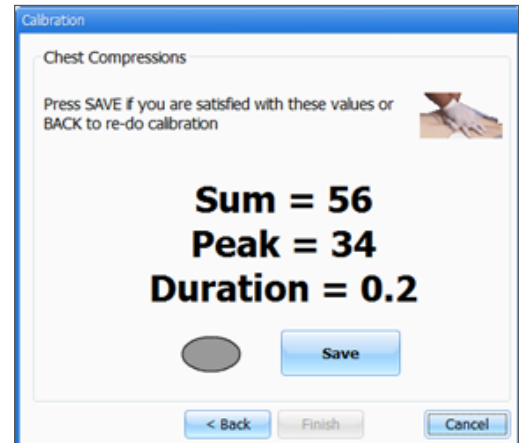 Calibration
Chest Compressions
Press SAVE if you are satisfied with these values or
BACK to re-do calibration
Sum = 56
Peak = 34
Duration = 0.2
Save
< Back
Finish
Cancel